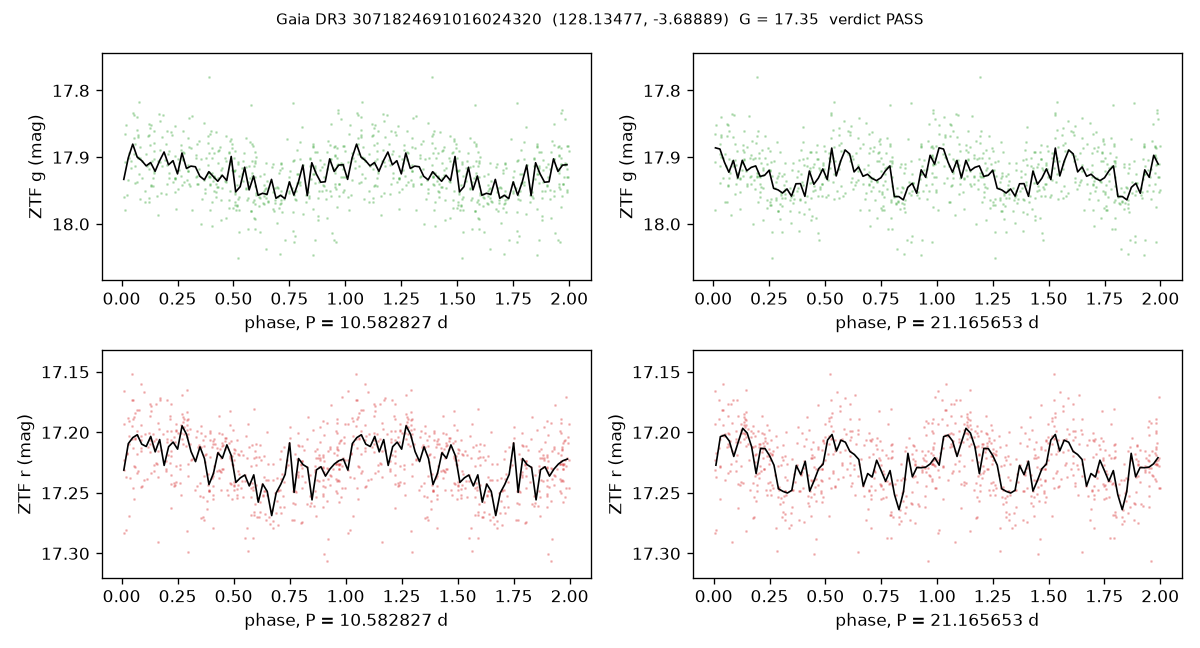 Gaia DR3 3071824691016024320  (128.13477, -3.68889)  G = 17.35  verdict PASS
ZTF g (mag)
17.8
17.9
18.0
0.00 0.25 0.50 0.75 1.00 1.25 1.50 1.75 2.00
phase, P = 10.582827 d
ZTF g (mag)
17.8
17.9
18.0
0.00 0.25 0.50 0.75 1.00 1.25 1.50 1.75 2.00
phase, P = 21.165653 d
ZTF r (mag)
17.15
17.20
17.25
17.30
0.00 0.25 0.50 0.75 1.00 1.25 1.50 1.75 2.00
phase, P = 10.582827 d
ZTF r (mag)
17.15
17.20
17.25
17.30
0.00 0.25 0.50 0.75 1.00 1.25 1.50 1.75 2.00
phase, P = 21.165653 d